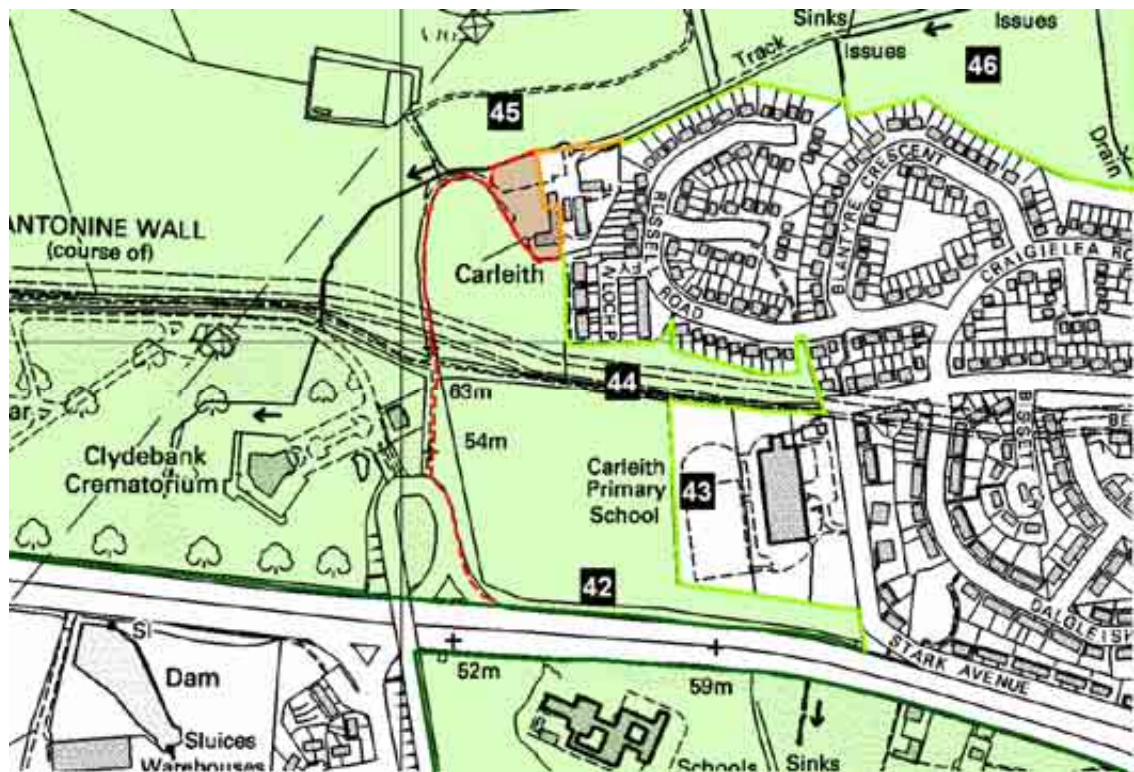 Sinks
Issues
Issues
Track
46
45
Drain
ANTONINE WALL
(course of)
BLANTYRE CRESCENT
RUSSELL ROAD
CRAIGIELEA RO
Carleith
44
63m
54m
BISSETT
BE
Clydebank
Crematorium
Carleith
Primary
School
43
42
DALGLEISH
STARK AVENUE
Dam
52m
59m
Sluices
Warehouses
Schools
Sinks